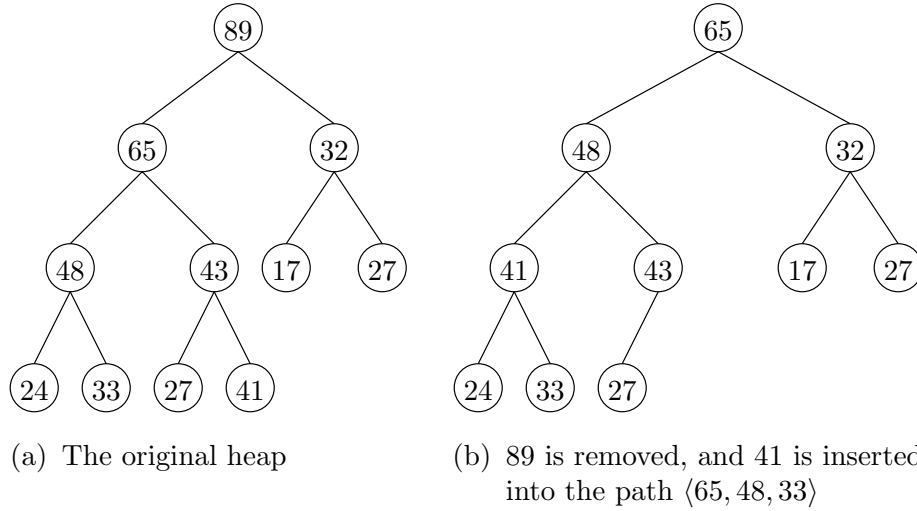 89 65
65 32 48 32
48 43 17 27 41 43 17 27
24 33 27 41 24 33 27
(a) The original heap (b) 89 is removed, and 41 is inserted
into the path ⟨65, 48, 33⟩